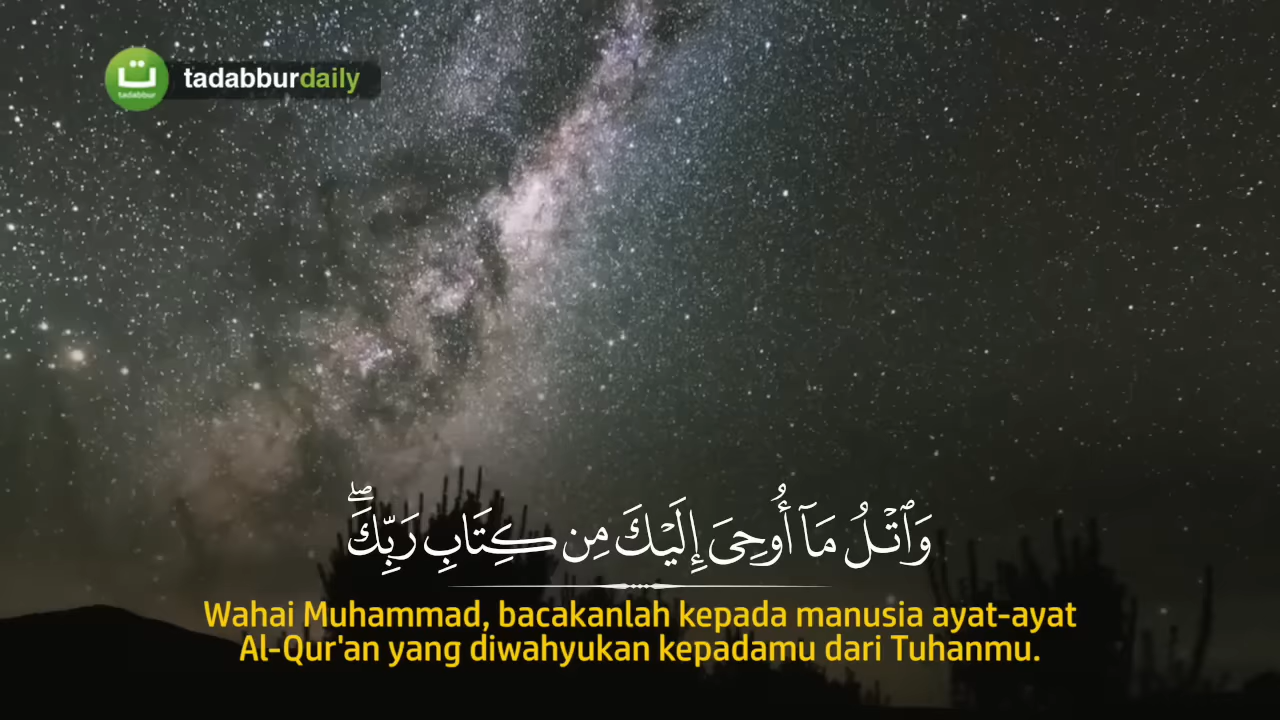 ت
tadabbur
tadabburdaily
وَٱتْلُ مَآ أُوحِىَ إِلَيْكَ مِن كِتَابِ رَبِّكَ ۖ
Wahai Muhammad, bacakanlah kepada manusia ayat-ayat
Al-Qur'an yang diwahyukan kepadamu dari Tuhanmu.